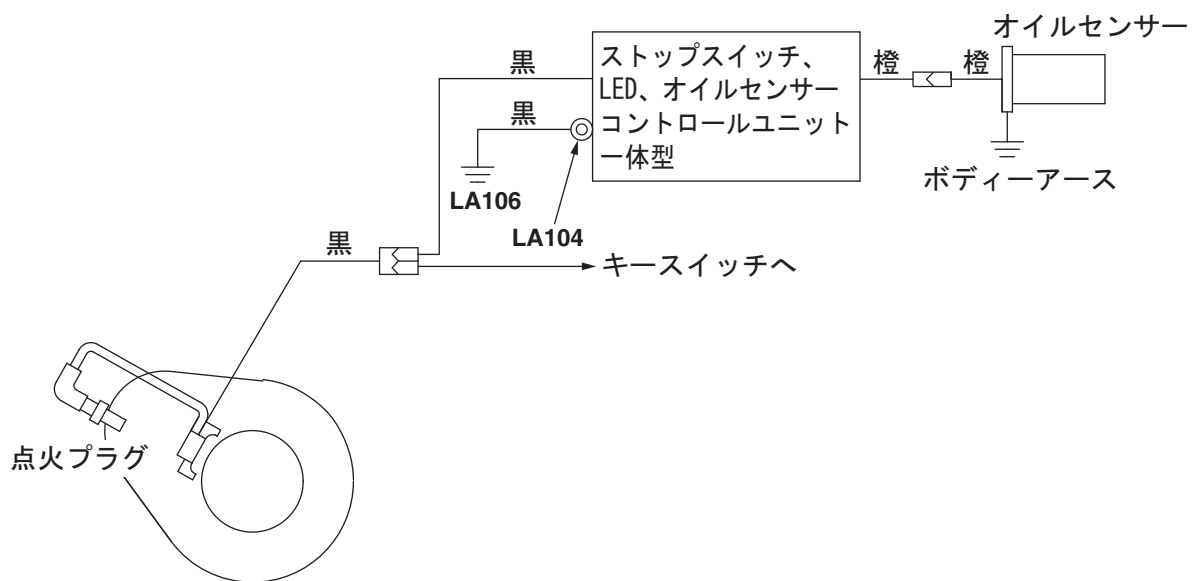 オイルセンサー
黒
ストップスイッチ、
LED、オイルセンサー
コントロールユニット
一体型
橙
橙
黒
LA106
LA104
ボディーアース
黒
キースイッチへ
点火プラグ